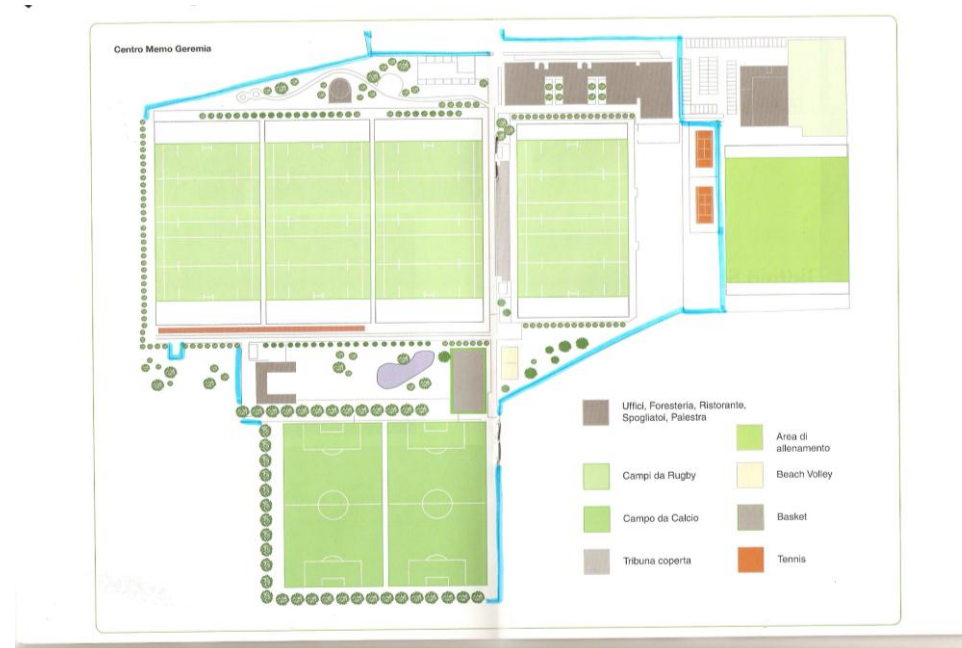 Centro Memo Geremia
Uffici, Foresteria, Ristorante,
Spogliatoi, Palestra
Area di
allenamento
Campi da Rugby
Beach Volley
Campo da Calcio
Basket
Tribuna coperta
Tennis